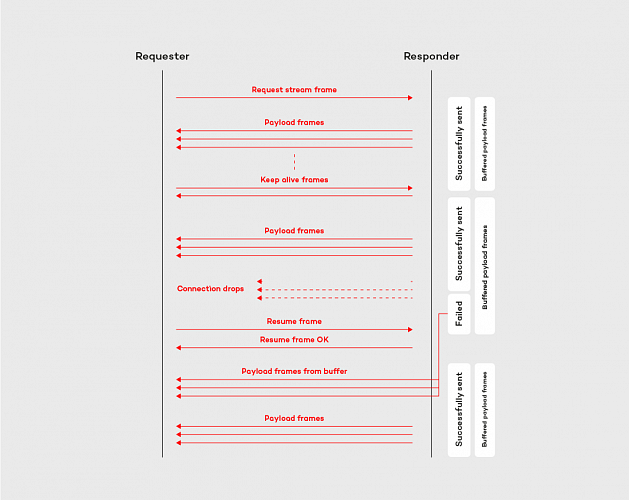 Requester
Responder
Request stream frame
Payload frames
Keep alive frames
Successfully sent
Buffered payload frames
Payload frames
Connection drops
Successfully sent
Failed
Buffered payload frames
Resume frame
Resume frame OK
Payload frames from buffer
Payload frames
Successfully sent
Buffered payload frames